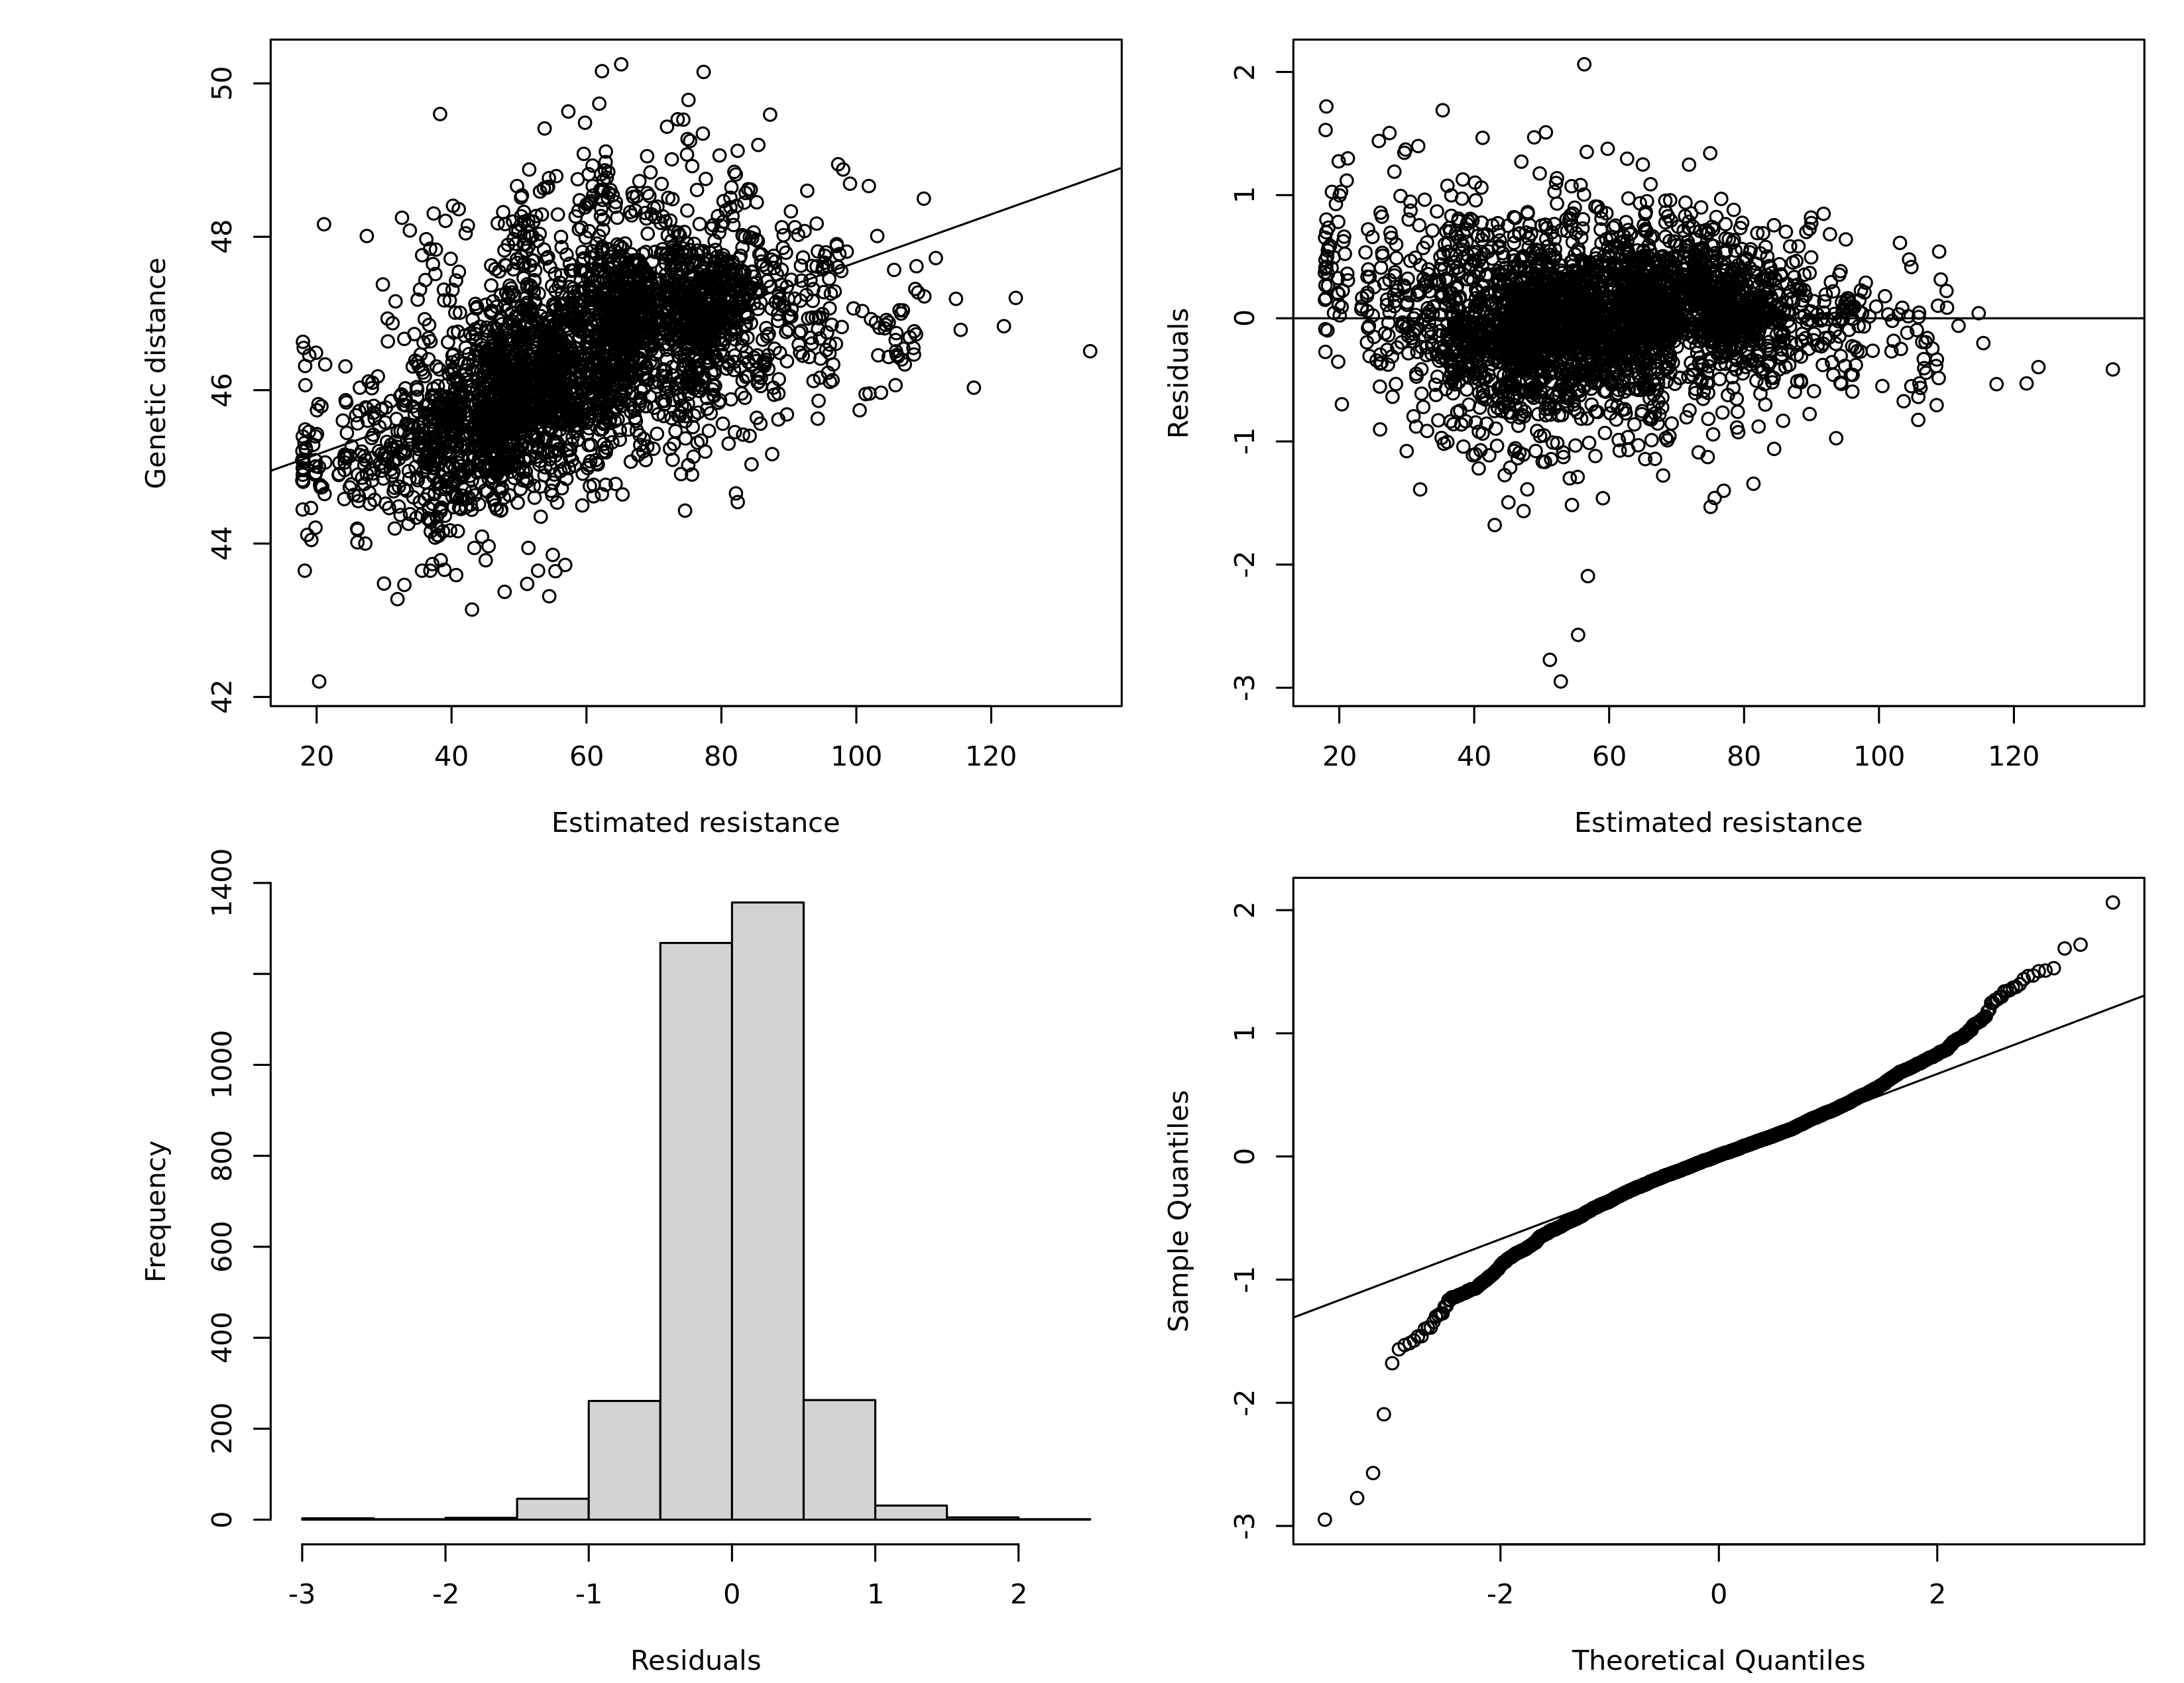 50
48
46
44
42
Genetic distance
20 40 60 80 100 120
Estimated resistance
2
1
0
-1
-2
-3
Residuals
20 40 60 80 100 120
Estimated resistance
1400
1000
800
600
400
200
0
Frequency
-3 -2 -1 0 1 2
Residuals
2
1
0
-1
-2
-3
Sample Quantiles
-2 0 2
Theoretical Quantiles